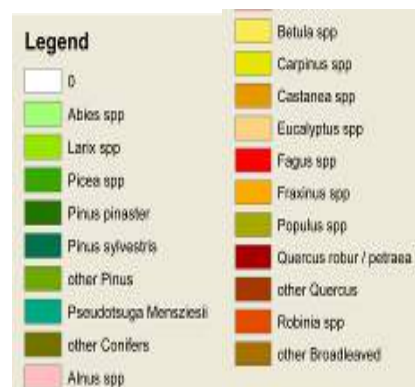 Legend
0
Abies spp
Larix spp
Picea spp
Pinus pinaster
Pinus sylvestris
other Pinus
Pseudotsuga Mensziesii
other Conifers
Alnus spp
Betula spp
Carpinus spp
Castanea spp
Eucalyptus spp
Fagus spp
Fraxinus spp
Populus spp
Quercus robur / petraea
other Quercus
Robinia spp
other Broadleaved